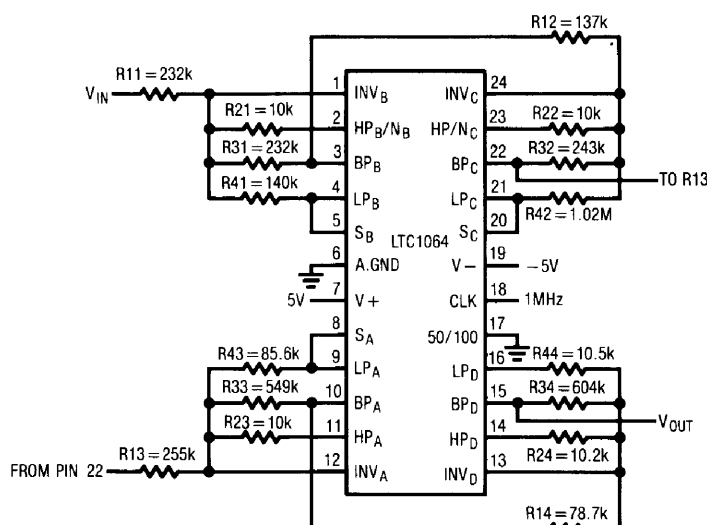 R12 = 137k
R11 = 232k
V_IN
1 INV_B INV_C 24
R21 = 10k 2 HP_B/N_B HP/N_C 23 R22 = 10k
R31 = 232k 3 BP_B BP_C 22 R32 = 243k
R41 = 140k 4 LP_B LP_C 21 TO R13
R42 = 1.02M
5 S_B S_C 20
LTC1064
6 A.GND V− 19 −5V
5V 7 V+ CLK 18 1MHz
8 S_A 50/100 17
R43 = 85.6k 9 LP_A LP_D 16 R44 = 10.5k
R33 = 549k 10 BP_A BP_D 15 R34 = 604k
V_OUT
R23 = 10k 11 HP_A HP_D 14
R24 = 10.2k
FROM PIN 22 R13 = 255k 12 INV_A INV_D 13
R14 = 78.7k